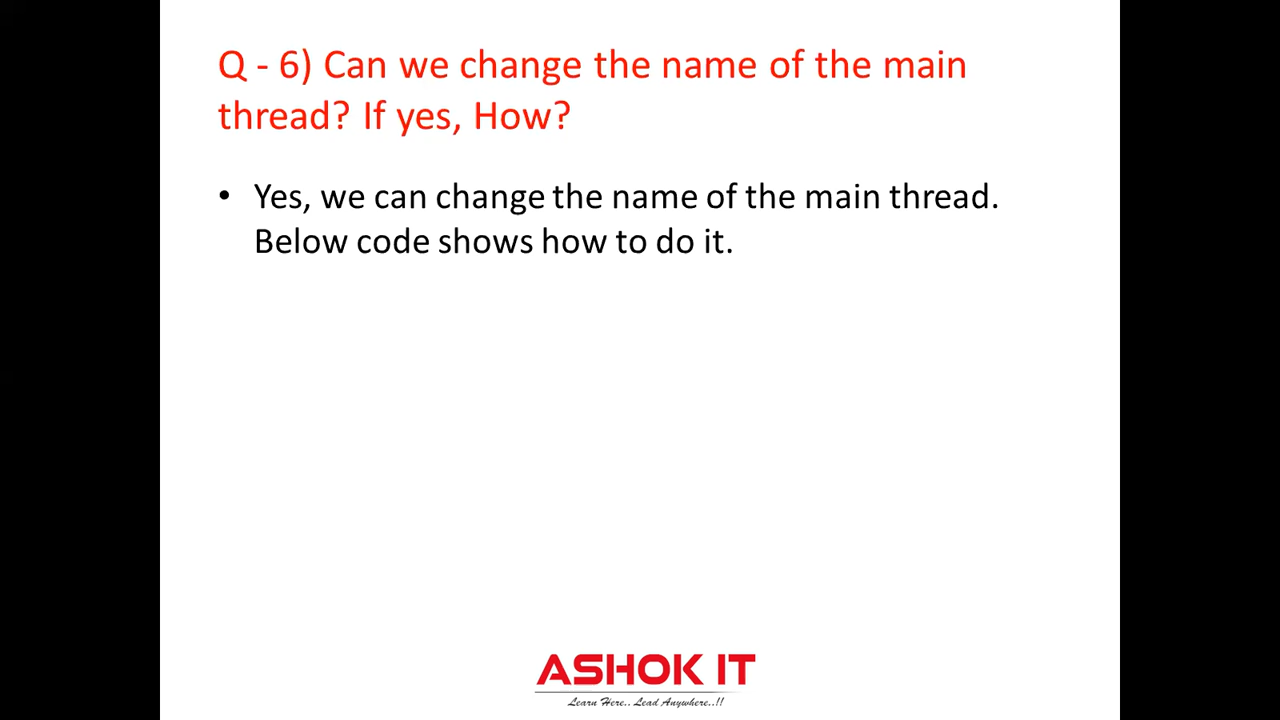 Q - 6) Can we change the name of the main
thread? If yes, How?
• Yes, we can change the name of the main thread.
Below code shows how to do it.
ASHOK IT
Learn Here.. Lead Anywhere..!!